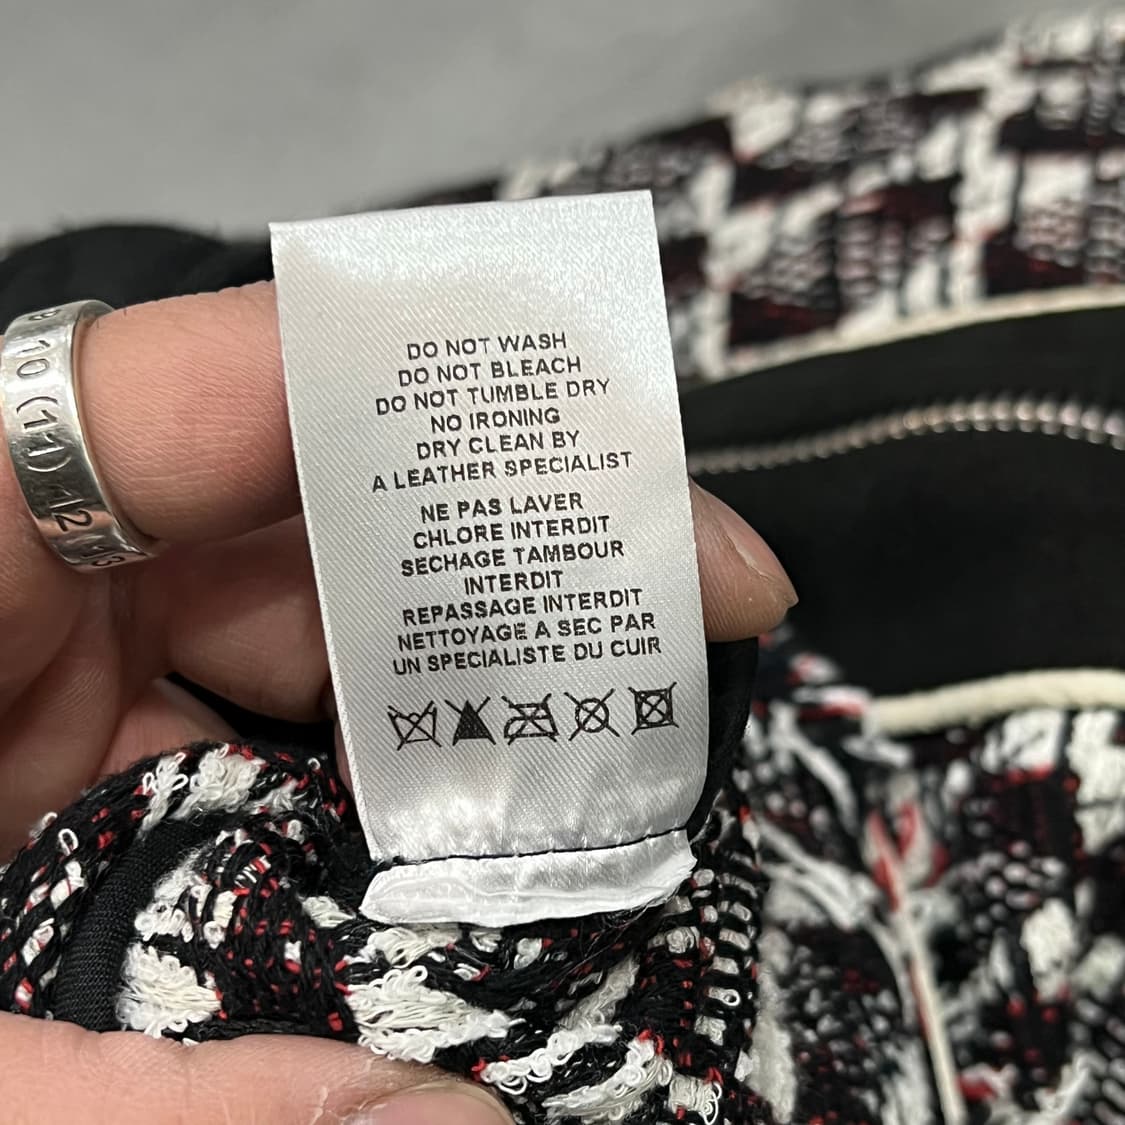 DO NOT WASH
DO NOT BLEACH
DO NOT TUMBLE DRY
NO IRONING
DRY CLEAN BY
A LEATHER SPECIALIST
NE PAS LAVER
CHLORE INTERDIT
SECHAGE TAMBOUR
INTERDIT
REPASSAGE INTERDIT
NETTOYAGE A SEC PAR
UN SPECIALISTE DU CUIR
10 (11) 12